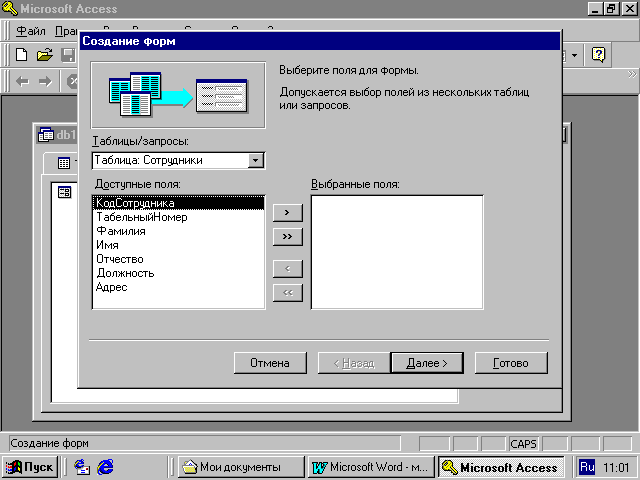 Microsoft Access
Файл
Создание форм
Выберите поля для формы.
Допускается выбор полей из нескольких таблиц
или запросов.
db1
Таблицы/запросы:
Таблица: Сотрудники
Доступные поля:
Выбранные поля:
КодСотрудника
ТабельныйНомер
Фамилия
Имя
Отчество
Должность
Адрес
>
>>
<
<<
Отмена
< Назад
Далее >
Готово
Создание форм
CAPS
Пуск
Мои документы
Microsoft Word - м...
Microsoft Access
Ru
11:01